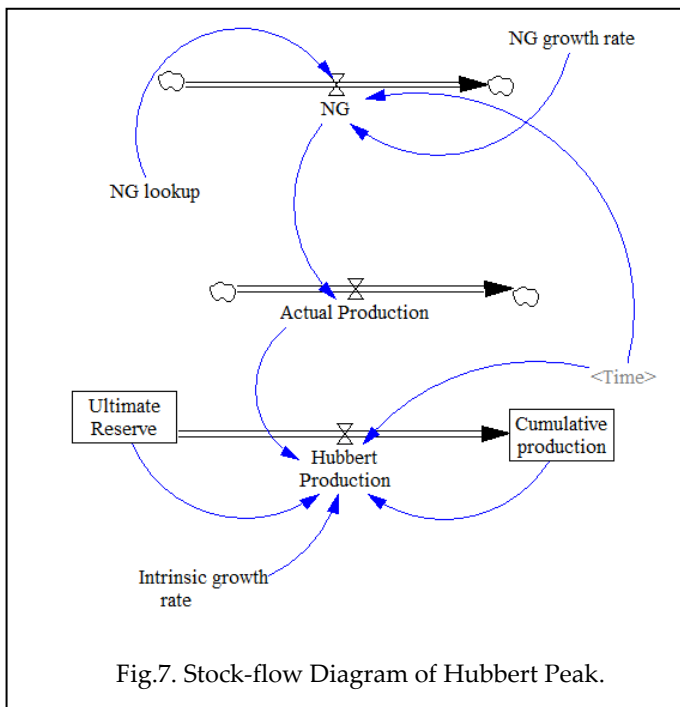 NG growth rate
NG
NG lookup
Actual Production
<Time>
Ultimate
Reserve
Cumulative
production
Hubbert
Production
Intrinsic growth
rate
Fig.7. Stock-flow Diagram of Hubbert Peak.